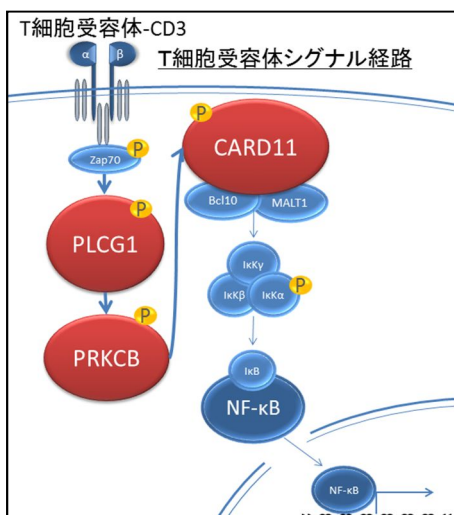 T細胞受容体-CD3
T細胞受容体シグナル経路
α
β
Zap70
P
PLCG1
P
PRKCB
P
P
CARD11
Bcl10
MALT1
IκKγ
IκKβ
IκKα
P
IκB
NF-κB
NF-κB